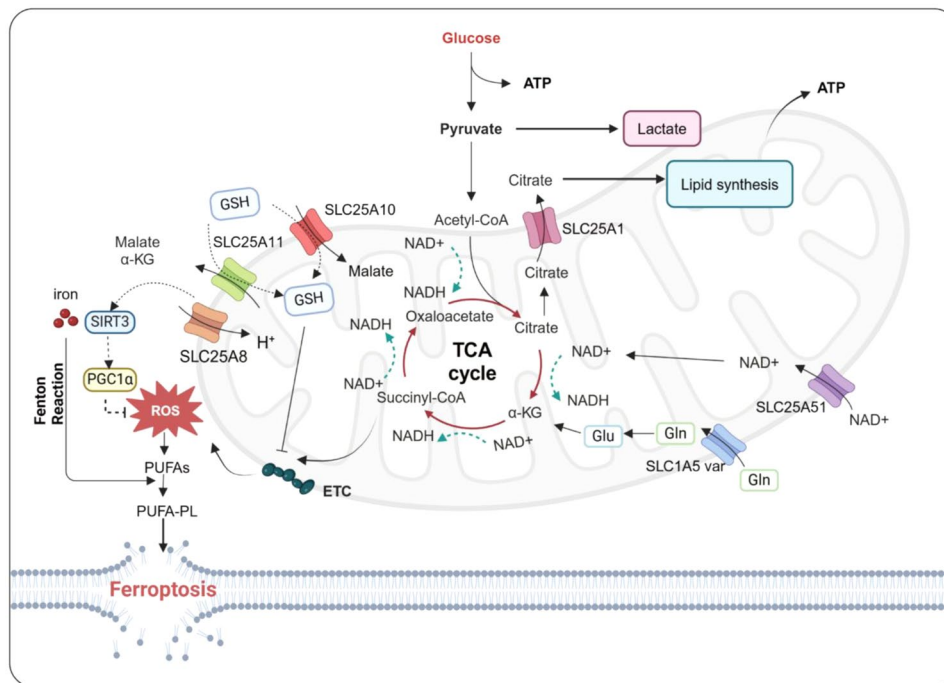 Glucose
ATP
ATP
Pyruvate
Lactate
Citrate
Lipid synthesis
GSH
SLC25A10
Acetyl-CoA
SLC25A1
SLC25A11
NAD+
Malate
α-KG
Malate
Citrate
iron
GSH
NADH
SIRT3
NADH
Oxaloacetate
Citrate
H+
SLC25A8
TCA
cycle
NAD+
NAD+
PGC1α
NAD+
Succinyl-CoA
NADH
SLC25A51
Fenton
Reaction
ROS
α-KG
NAD+
NADH
NAD+
Glu
Gln
SLC1A5 var
PUFAs
Gln
ETC
PUFA-PL
Ferroptosis